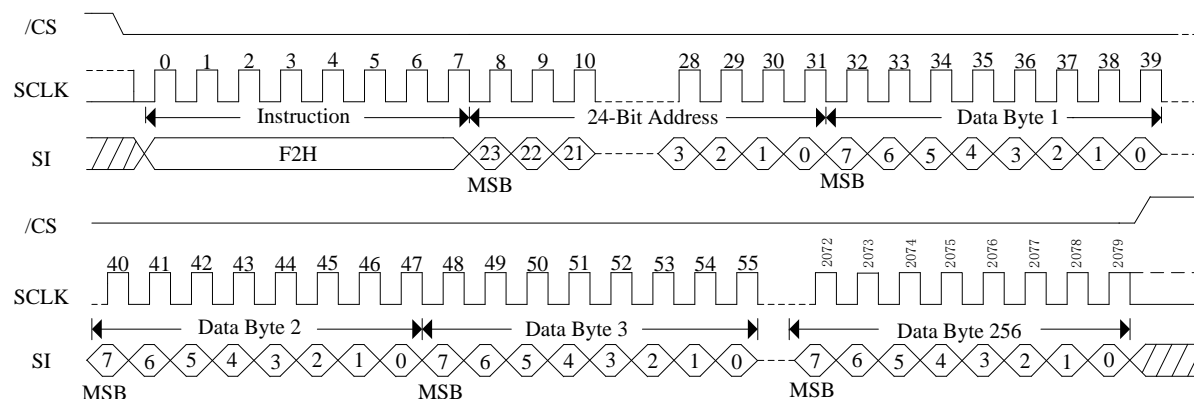 /CS
0 1 2 3 4 5 6 7 8 9 10 28 29 30 31 32 33 34 35 36 37 38 39
SCLK
Instruction 24-Bit Address Data Byte 1
SI F2H 23 22 21 3 2 1 0 7 6 5 4 3 2 1 0
MSB MSB
/CS
40 41 42 43 44 45 46 47 48 49 50 51 52 53 54 55 2072 2073 2074 2075 2076 2077 2078 2079
SCLK
Data Byte 2 Data Byte 3 Data Byte 256
SI 7 6 5 4 3 2 1 0 7 6 5 4 3 2 1 0 7 6 5 4 3 2 1 0
MSB MSB MSB